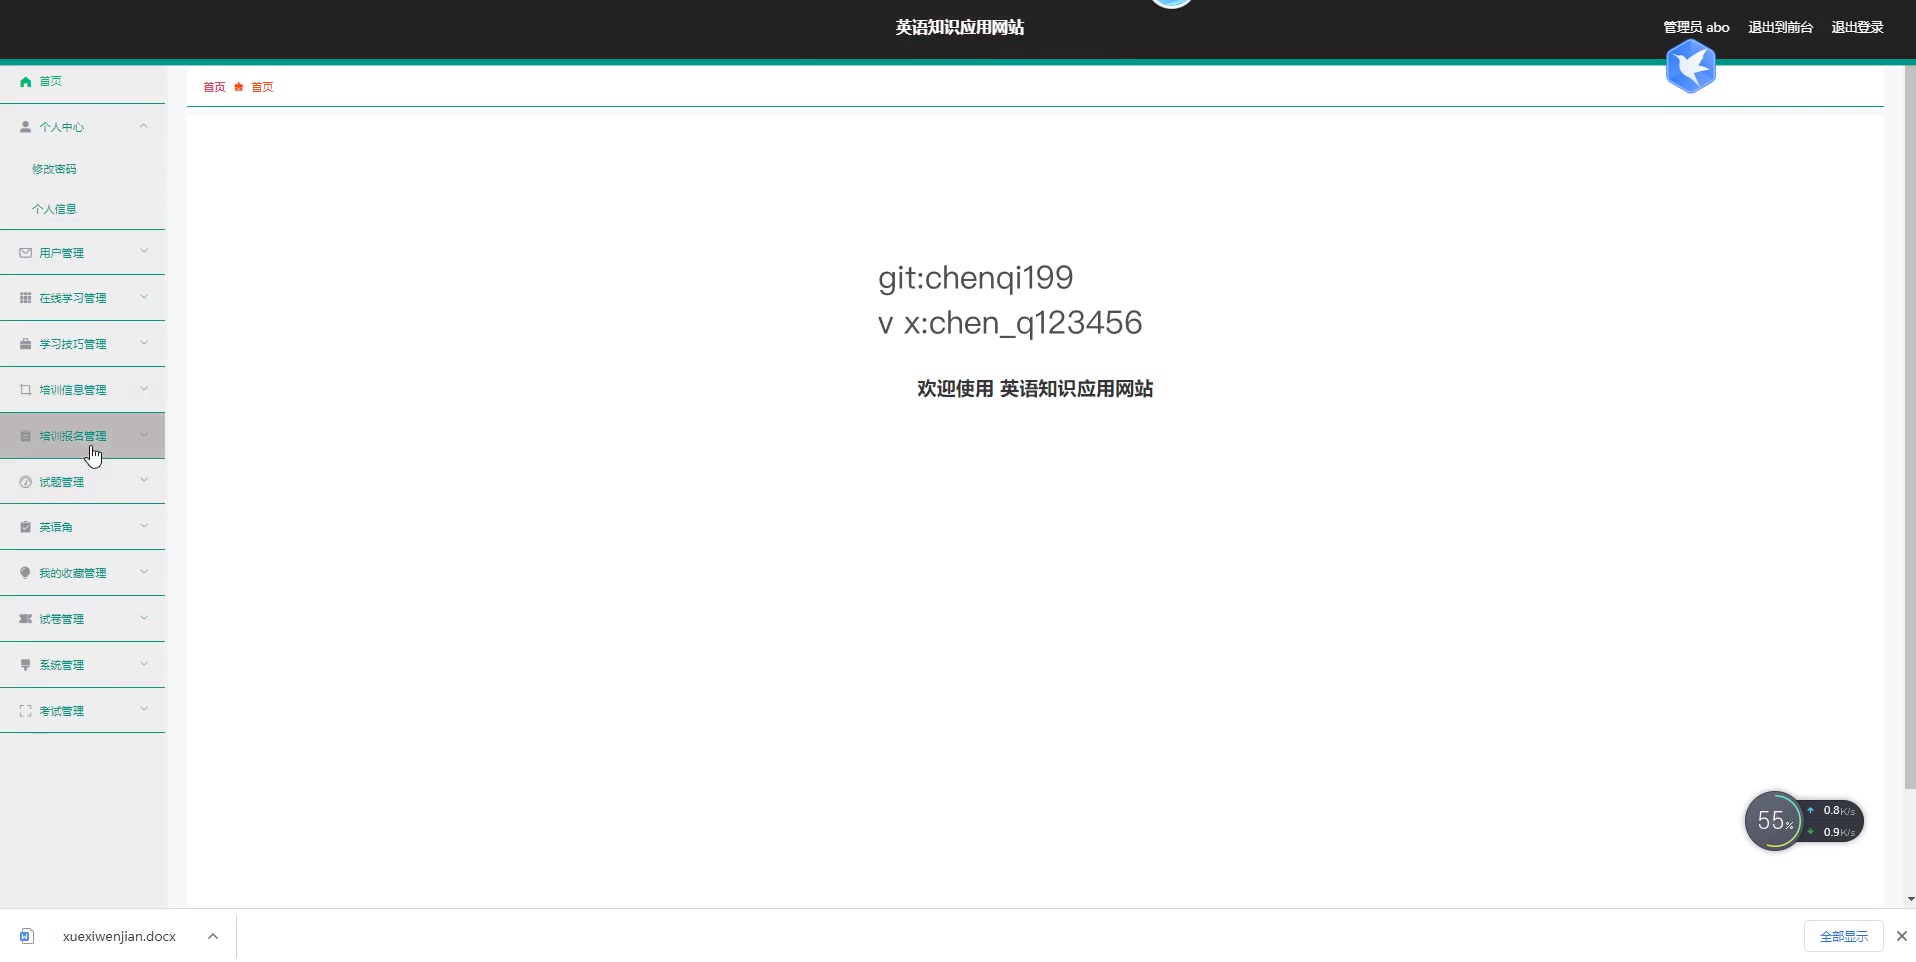 英语知识应用网站
管理员 abo 退出到前台 退出登录
首页
个人中心
修改密码
个人信息
用户管理
在线学习管理
学习技巧管理
培训信息管理
培训报名管理
试题管理
英语角
我的收藏管理
试卷管理
系统管理
考试管理
首页 首页
git:chenqi199
v x:chen_q123456
欢迎使用 英语知识应用网站
55%
0.8K/s
0.9K/s
xuexiwenjian.docx
全部显示